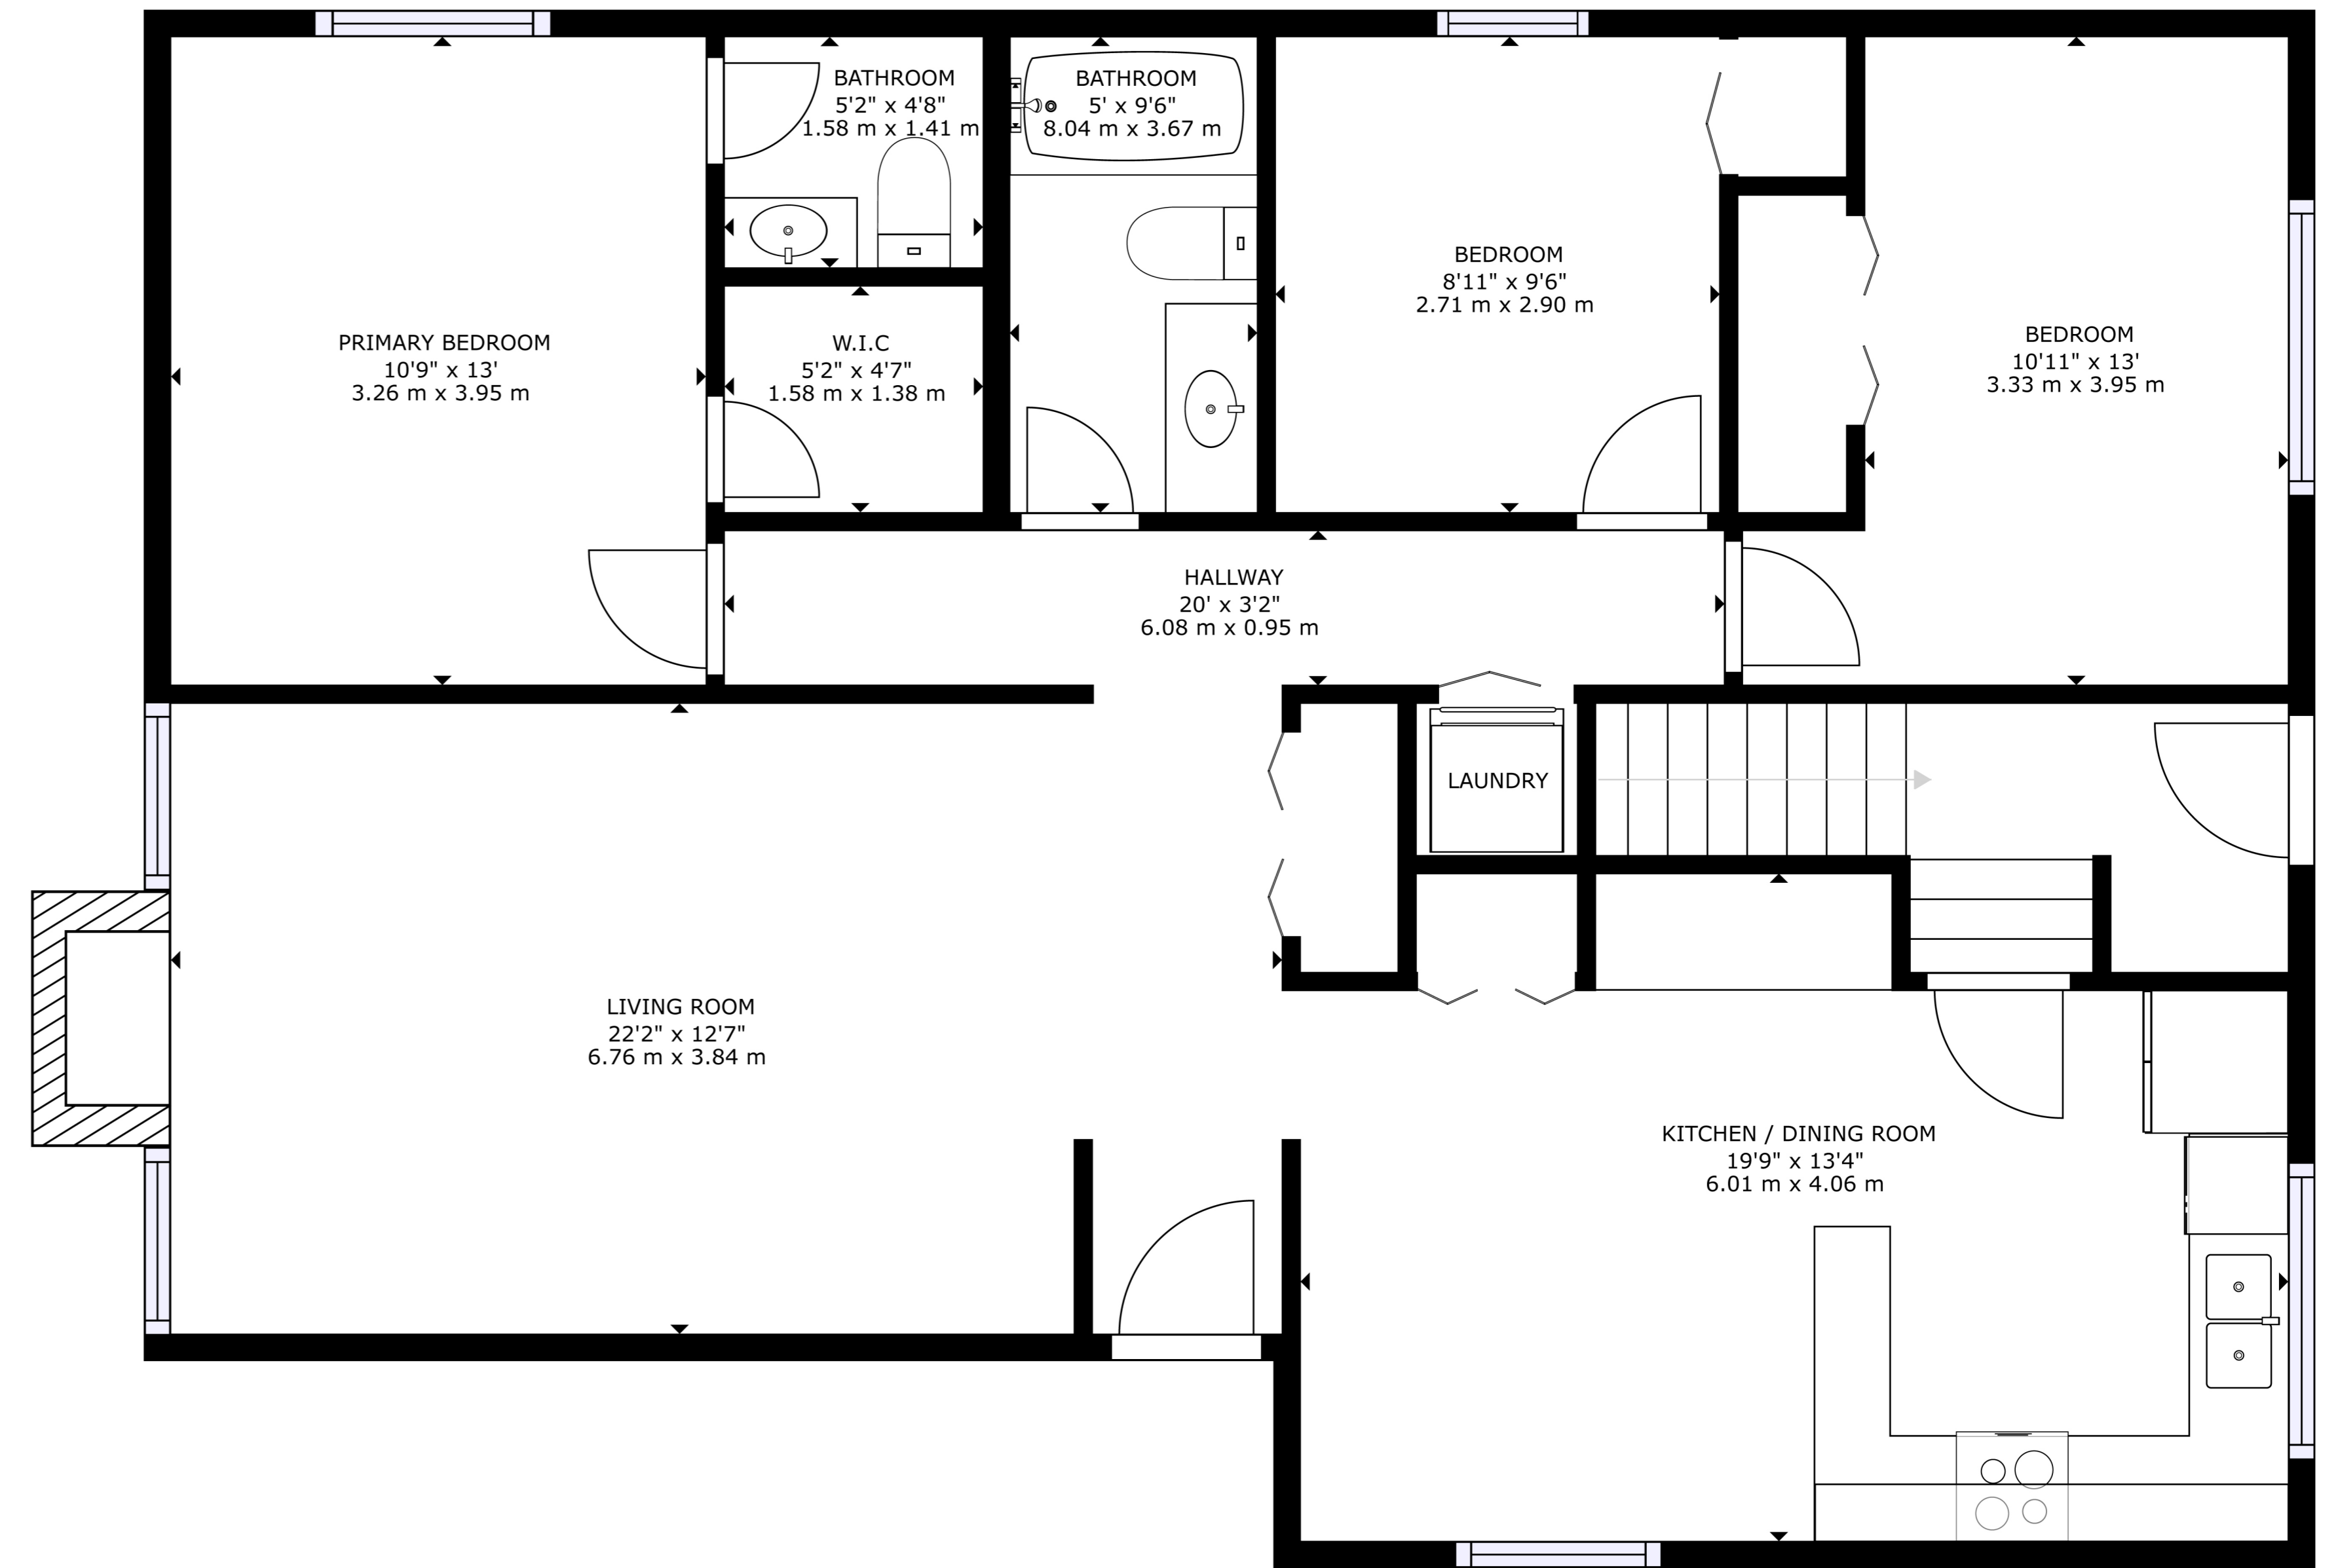 BATHROOM
5'2" x 4'8"
1.58 m x 1.41 m
BATHROOM
5' x 9'6"
8.04 m x 3.67 m
BEDROOM
8'11" x 9'6"
2.71 m x 2.90 m
PRIMARY BEDROOM
10'9" x 13'
3.26 m x 3.95 m
W.I.C
5'2" x 4'7"
1.58 m x 1.38 m
BEDROOM
10'11" x 13'
3.33 m x 3.95 m
HALLWAY
20' x 3'2"
6.08 m x 0.95 m
LAUNDRY
LIVING ROOM
22'2" x 12'7"
6.76 m x 3.84 m
KITCHEN / DINING ROOM
19'9" x 13'4"
6.01 m x 4.06 m